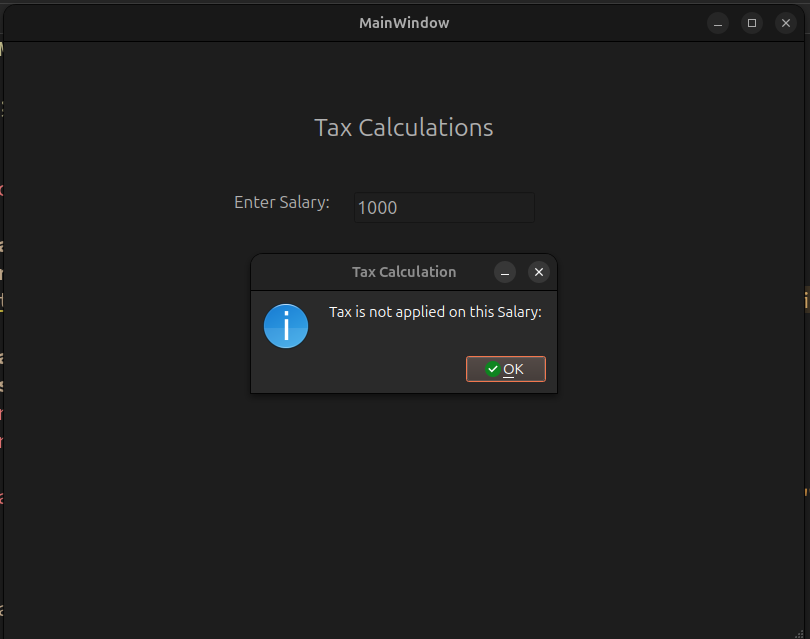 MainWindow
Tax Calculations
Enter Salary: 1000
Tax Calculation
Tax is not applied on this Salary:
OK